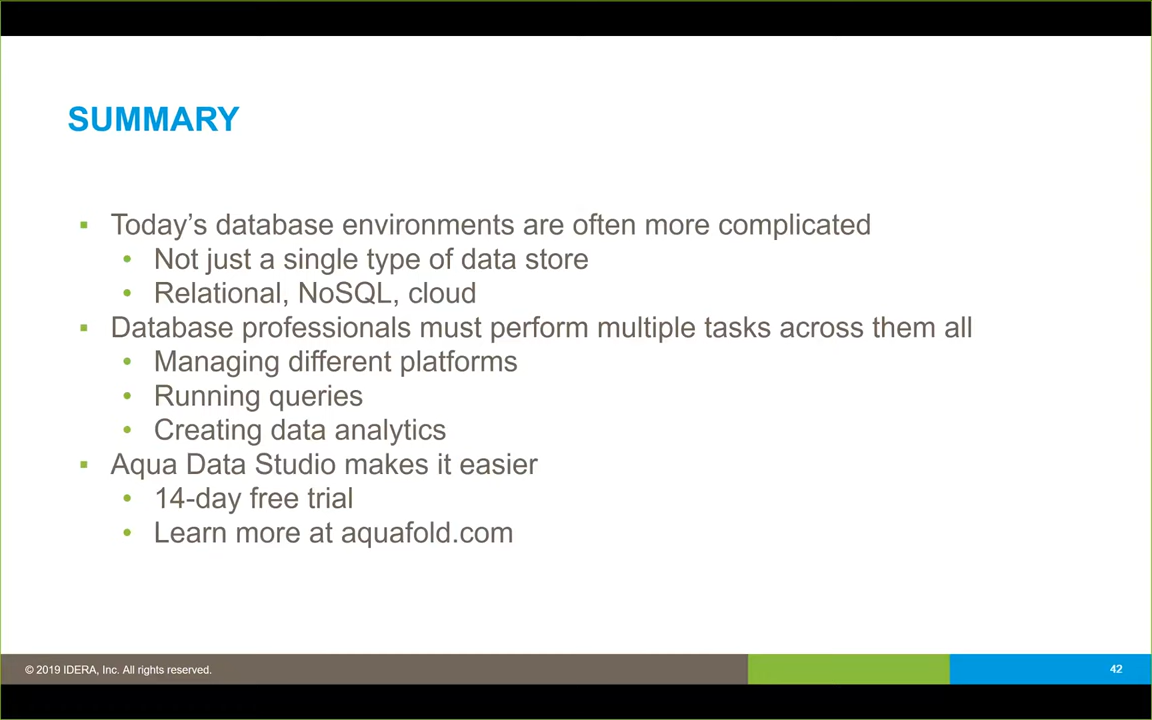 SUMMARY
▪ Today’s database environments are often more complicated
• Not just a single type of data store
• Relational, NoSQL, cloud
▪ Database professionals must perform multiple tasks across them all
• Managing different platforms
• Running queries
• Creating data analytics
▪ Aqua Data Studio makes it easier
• 14-day free trial
• Learn more at aquafold.com
© 2019 IDERA, Inc. All rights reserved.
42